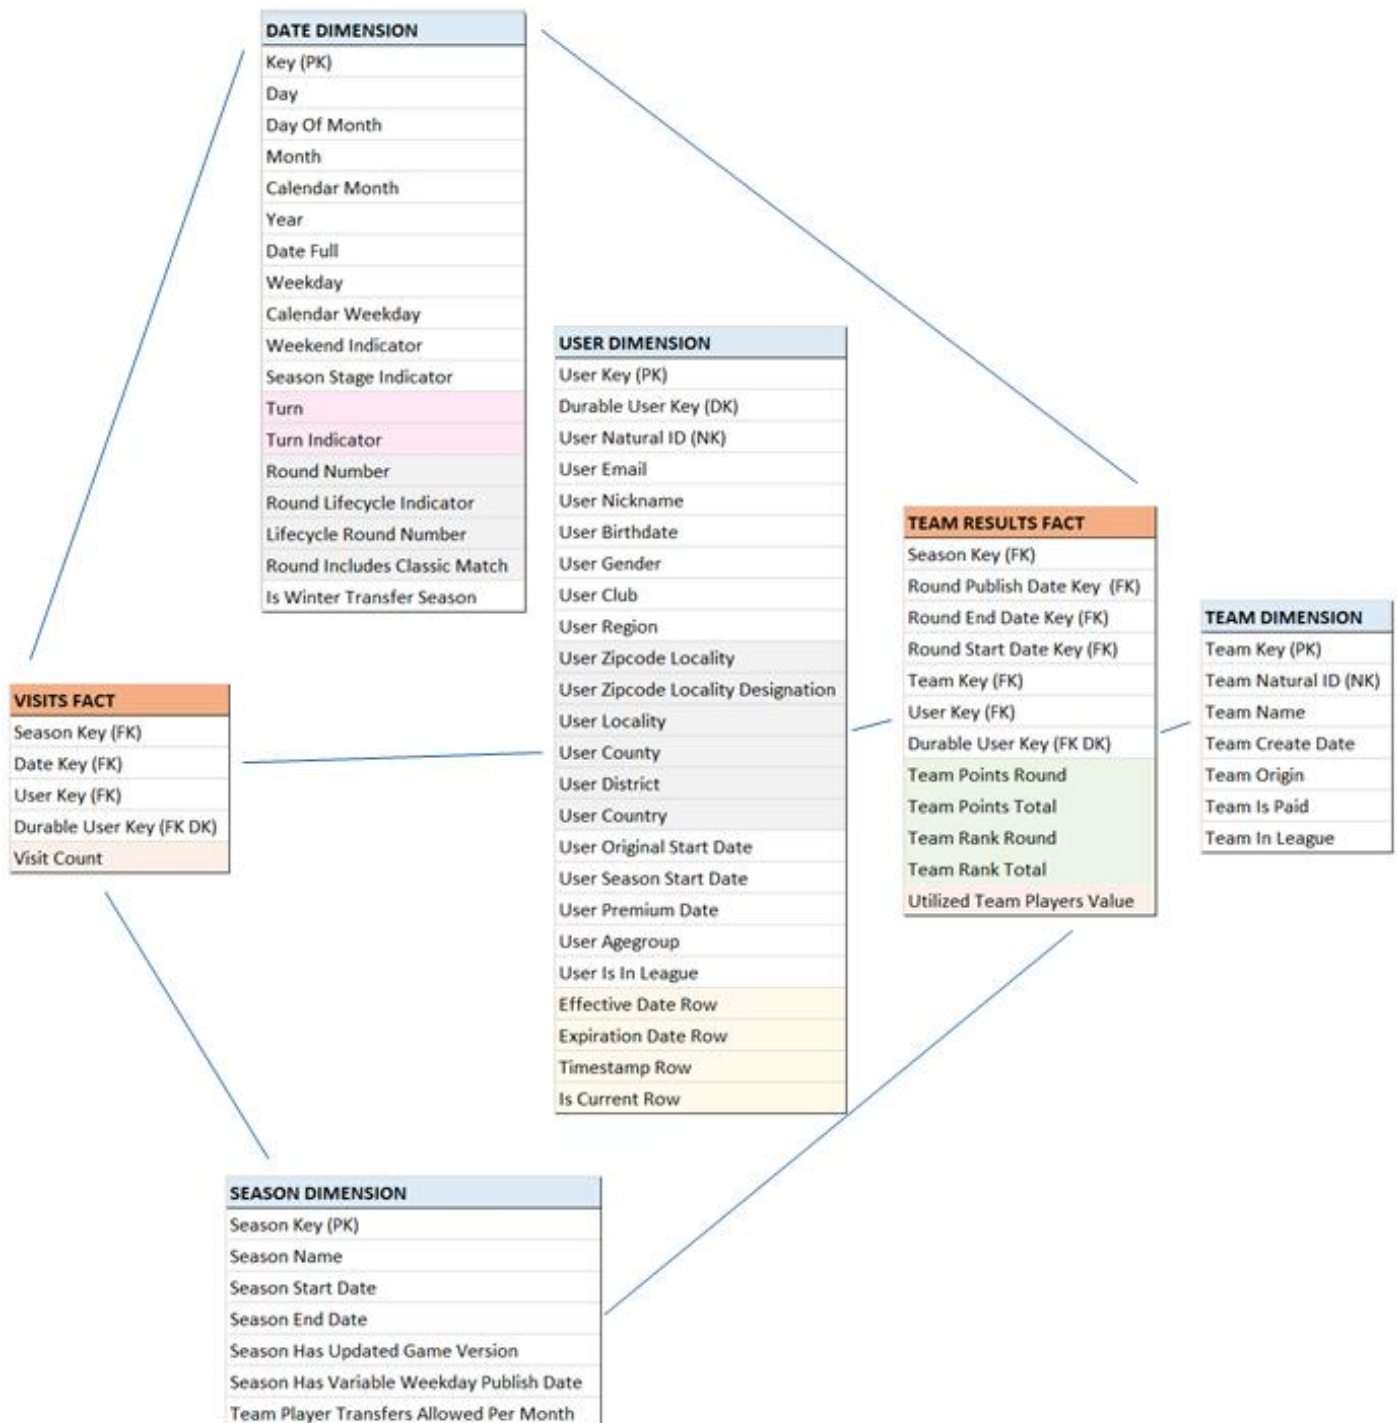 DATE DIMENSION
Key (PK)
Day
Day Of Month
Month
Calendar Month
Year
Date Full
Weekday
Calendar Weekday
Weekend Indicator
Season Stage Indicator
Turn
Turn Indicator
Round Number
Round Lifecycle Indicator
Lifecycle Round Number
Round Includes Classic Match
Is Winter Transfer Season
USER DIMENSION
User Key (PK)
Durable User Key (DK)
User Natural ID (NK)
User Email
User Nickname
User Birthdate
User Gender
User Club
User Region
User Zipcode Locality
User Zipcode Locality Designation
User Locality
User County
User District
User Country
User Original Start Date
User Season Start Date
User Premium Date
User Agegroup
User Is In League
Effective Date Row
Expiration Date Row
Timestamp Row
Is Current Row
TEAM RESULTS FACT
Season Key (FK)
Round Publish Date Key (FK)
Round End Date Key (FK)
Round Start Date Key (FK)
Team Key (FK)
User Key (FK)
Durable User Key (FK DK)
Team Points Round
Team Points Total
Team Rank Round
Team Rank Total
Utilized Team Players Value
TEAM DIMENSION
Team Key (PK)
Team Natural ID (NK)
Team Name
Team Create Date
Team Origin
Team Is Paid
Team In League
VISITS FACT
Season Key (FK)
Date Key (FK)
User Key (FK)
Durable User Key (FK DK)
Visit Count
SEASON DIMENSION
Season Key (PK)
Season Name
Season Start Date
Season End Date
Season Has Updated Game Version
Season Has Variable Weekday Publish Date
Team Player Transfers Allowed Per Month